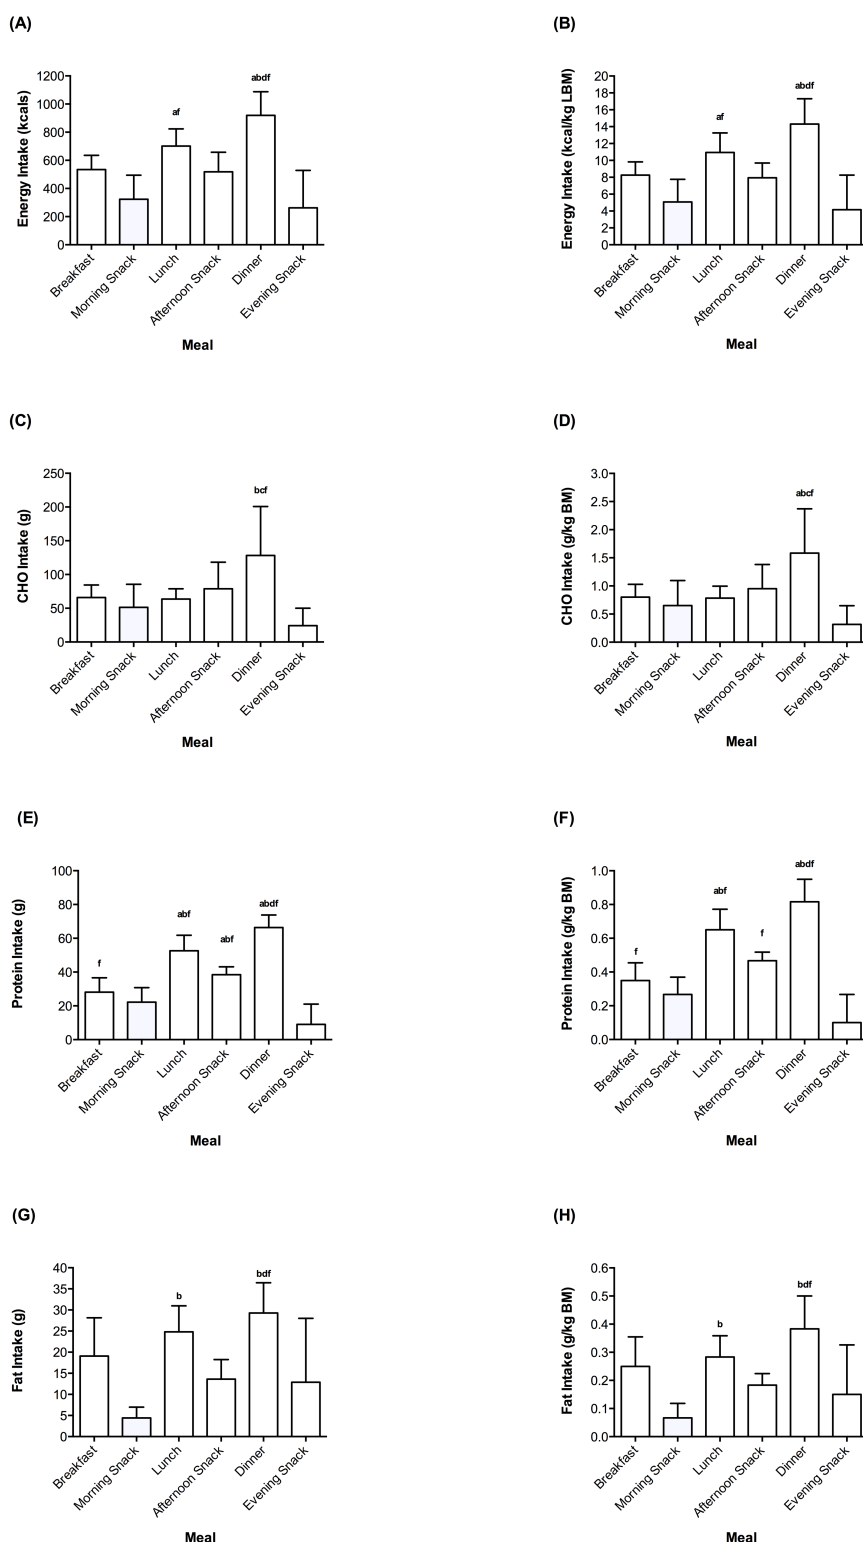 (A)
Energy Intake (kcals)
1200
1000
800
600
400
200
0
af
abdf
Breakfast
Morning Snack
Lunch
Afternoon Snack
Dinner
Evening Snack
Meal
(B)
Energy Intake (kcal/kg LBM)
20
18
16
14
12
10
8
6
4
2
0
af
abdf
Breakfast
Morning Snack
Lunch
Afternoon Snack
Dinner
Evening Snack
Meal
(C)
CHO Intake (g)
250
200
150
100
50
0
bcf
Breakfast
Morning Snack
Lunch
Afternoon Snack
Dinner
Evening Snack
Meal
(D)
CHO Intake (g/kg BM)
3.0
2.5
2.0
1.5
1.0
0.5
0.0
abcf
Breakfast
Morning Snack
Lunch
Afternoon Snack
Dinner
Evening Snack
Meal
(E)
Protein Intake (g)
100
80
60
40
20
0
f
abf
abf
abdf
Breakfast
Morning Snack
Lunch
Afternoon Snack
Dinner
Evening Snack
Meal
(F)
Protein Intake (g/kg BM)
1.0
0.8
0.6
0.4
0.2
0.0
f
abf
f
abdf
Breakfast
Morning Snack
Lunch
Afternoon Snack
Dinner
Evening Snack
Meal
(G)
Fat Intake (g)
40
35
30
25
20
15
10
5
0
b
bdf
Breakfast
Morning Snack
Lunch
Afternoon Snack
Dinner
Evening Snack
Meal
(H)
Fat Intake (g/kg BM)
0.6
0.5
0.4
0.3
0.2
0.1
0.0
b
bdf
Breakfast
Morning Snack
Lunch
Afternoon Snack
Dinner
Evening Snack
Meal